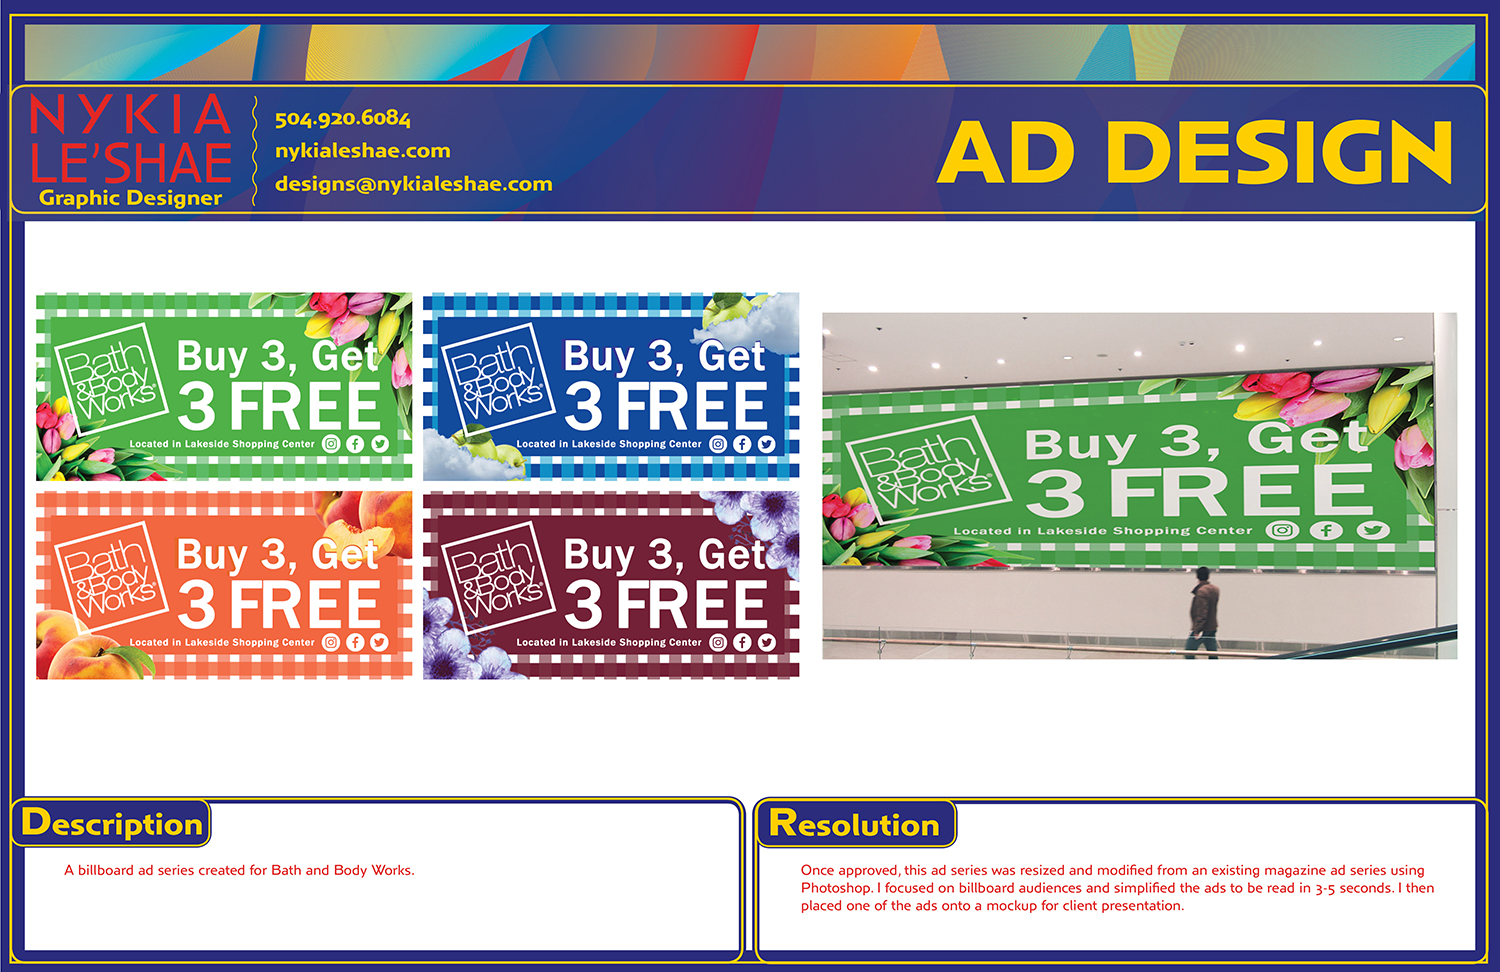 NYKIA
LE'SHAE
Graphic Designer
504.920.6084
nykialeshae.com
designs@nykialeshae.com
AD DESIGN
Bath
& Body
Works®
Buy 3, Get
3 FREE
Located in Lakeside Shopping Center
Bath
& Body
Works®
Buy 3, Get
3 FREE
Located in Lakeside Shopping Center
Bath
& Body
Works®
Buy 3, Get
3 FREE
Located in Lakeside Shopping Center
Bath
& Body
Works®
Buy 3, Get
3 FREE
Located in Lakeside Shopping Center
Bath
& Body
Works®
Buy 3, Get
3 FREE
Located in Lakeside Shopping Center
Description
A billboard ad series created for Bath and Body Works.
Resolution
Once approved, this ad series was resized and modified from an existing magazine ad series using
Photoshop. I focused on billboard audiences and simplified the ads to be read in 3-5 seconds. I then
placed one of the ads onto a mockup for client presentation.